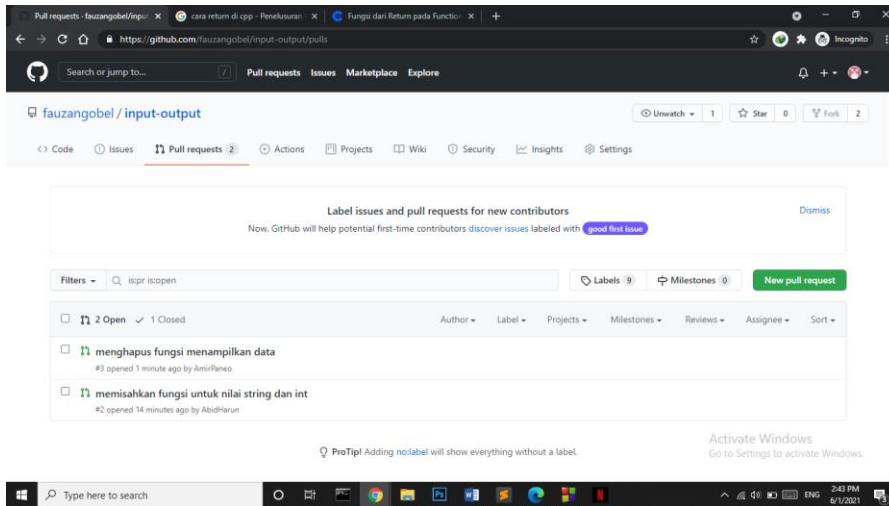 Pull requests · fauzangobel/input
cara return di cpp - Penelusuran
Fungsi dari Return pada Function
https://github.com/fauzangobel/input-output/pulls
Incognito
Search or jump to...
/
Pull requests Issues Marketplace Explore
fauzangobel / input-output
Unwatch 1
Star 0
Fork 2
Code
Issues
Pull requests 2
Actions
Projects
Wiki
Security
Insights
Settings
Label issues and pull requests for new contributors
Dismiss
Now, GitHub will help potential first-time contributors discover issues labeled with good first issue
Filters
is:pr is:open
Labels 9
Milestones 0
New pull request
2 Open
1 Closed
Author
Label
Projects
Milestones
Reviews
Assignee
Sort
menghapus fungsi menampilkan data
#3 opened 1 minute ago by AmirPaneo
memisahkan fungsi untuk nilai string dan int
#2 opened 14 minutes ago by AbidHarun
ProTip! Adding no:label will show everything without a label.
Activate Windows
Go to Settings to activate Windows.
Type here to search
Ps
W
N
ENG
2:43 PM
6/1/2021